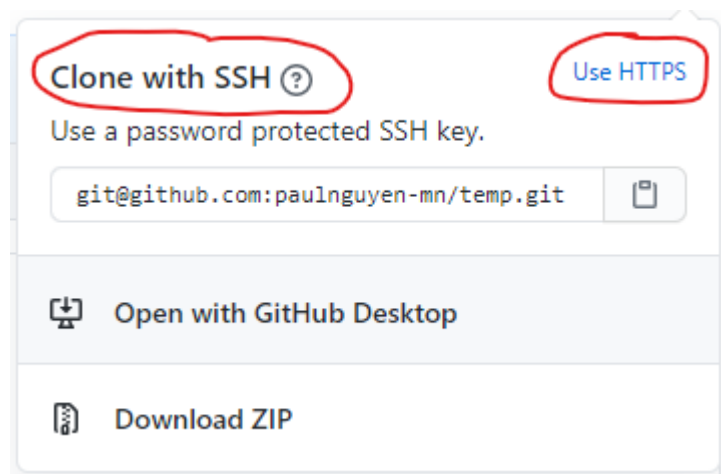 Clone with SSH ?
Use HTTPS
Use a password protected SSH key.
git@github.com:paulnguyen-mn/temp.git
Open with GitHub Desktop
Download ZIP